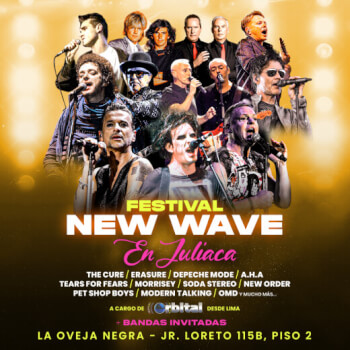 FESTIVAL
NEW WAVE
En Juliaca
THE CURE / ERASURE / DEPECHE MODE / A.H.A
TEARS FOR FEARS / MORRISEY / SODA STEREO / NEW ORDER
PET SHOP BOYS / MODERN TALKING / OMD Y MUCHO MÁS...
A CARGO DE Orbital DESDE LIMA
+ BANDAS INVITADAS
LA OVEJA NEGRA - JR. LORETO 115B, PISO 2